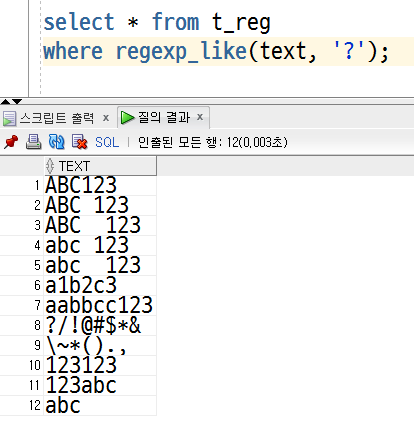 select * from t_reg
where regexp_like(text, '?');
스크립트 출력 x 질의 결과 x
SQL | 인출된 모든 행: 12(0,003초)
TEXT
1 ABC123
2 ABC 123
3 ABC  123
4 abc 123
5 abc  123
6 a1b2c3
7 aabbcc123
8 ?/!@#$*&
9 \~*().,
10 123123
11 123abc
12 abc